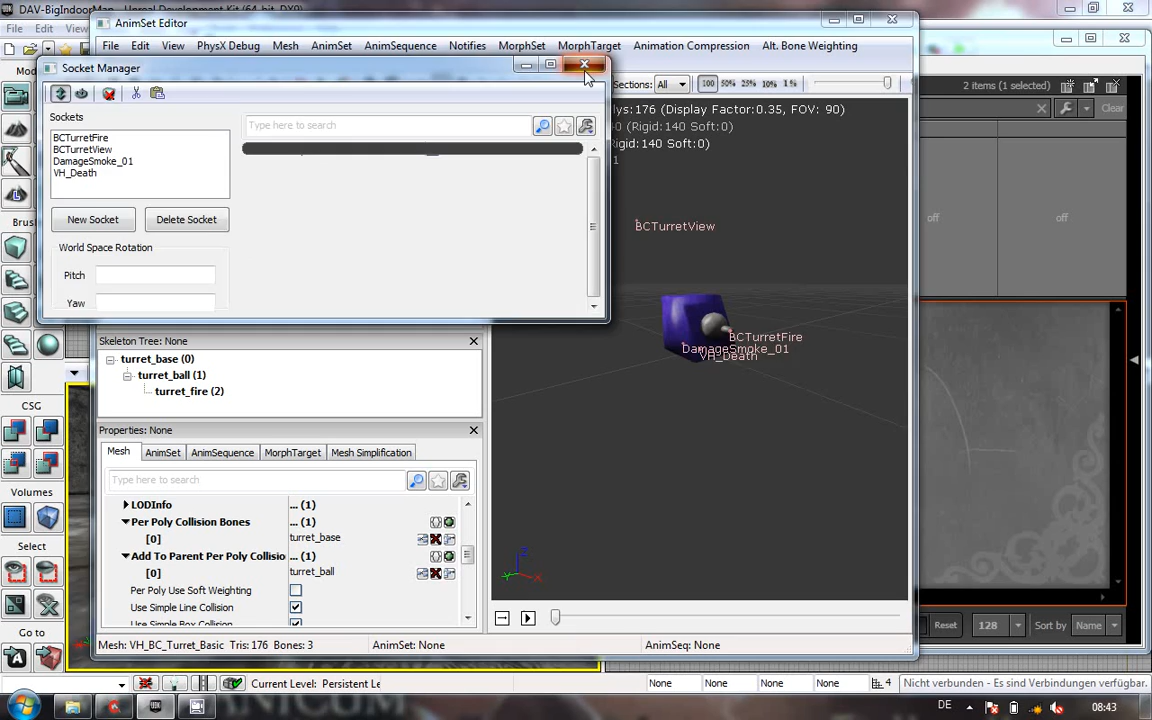 DAV-BigIndoorMap
AnimSet Editor
File Edit
File Edit View PhysX Debug Mesh AnimSet AnimSequence Notifies MorphSet MorphTarget Animation Compression Alt. Bone Weighting
Socket Manager
Sections: All 100 50% 25% 10% 1 %
2 items (1 selected)
Clear
lys:176 (Display Factor:0.35, FOV: 90)
(Rigid:140 Soft:0)
Rigid:140 Soft:0)
Sockets
Type here to search
BCTurretFire
BCTurretView
DamageSmoke_01
VH_Death
New Socket Delete Socket
World Space Rotation
Pitch
Yaw
Brus
CSG
Volumes
Select
Go to
off off
BCTurretView
BCTurretFire
DamageSmoke_01
VH_Death
Skeleton Tree: None
turret_base (0)
turret_ball (1)
turret_fire (2)
Properties: None
Mesh AnimSet AnimSequence MorphTarget Mesh Simplification
Type here to search
LODInfo ... (1)
Per Poly Collision Bones ... (1)
[0] turret_base
Add To Parent Per Poly Collisio ... (1)
[0] turret_ball
Per Poly Use Soft Weighting
Use Simple Line Collision
Use Simple Box Collision
Z
Y X
Reset 128 Sort by Name
Mesh: VH_BC_Turret_Basic Tris: 176 Bones: 3 AnimSet: None AnimSeq: None
Current Level: Persistent Le None None None None 4 Nicht verbunden - Es sind Verbindungen verfügbar.
DE 08:43